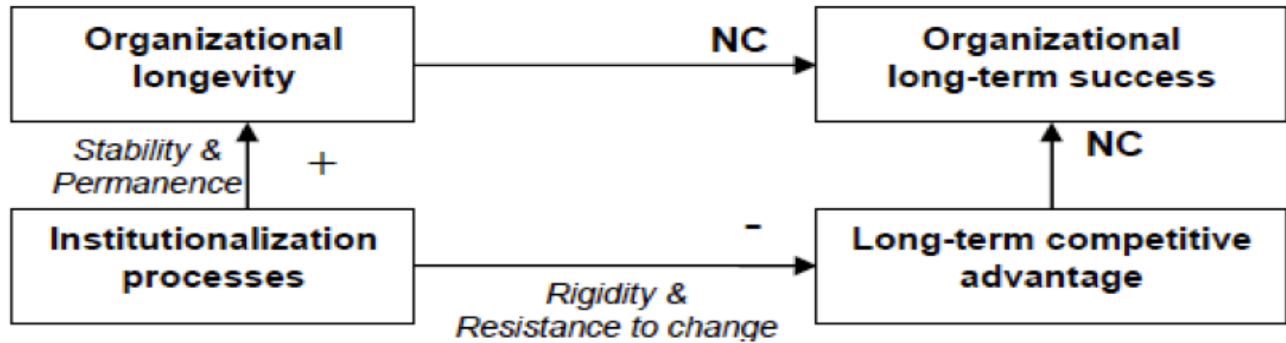 Organizational
longevity
NC
Organizational
long-term success
Stability &
Permanence
+
NC
Institutionalization
processes
-
Long-term competitive
advantage
Rigidity &
Resistance to change